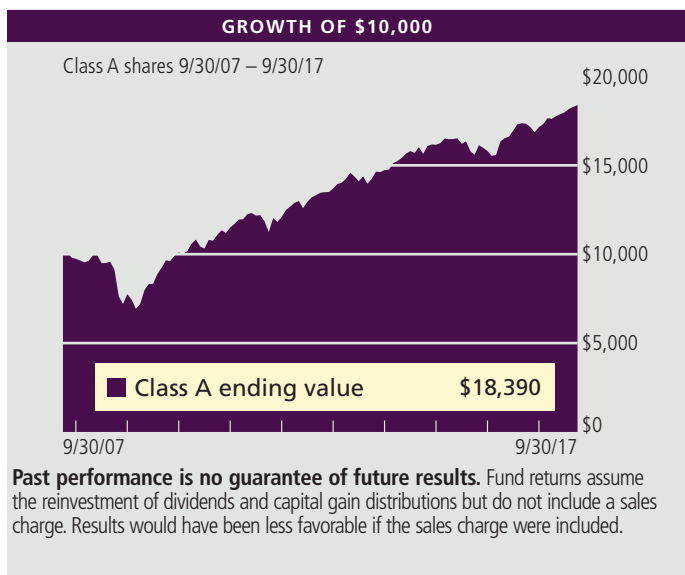 GROWTH OF $10,000
Class A shares 9/30/07 – 9/30/17
$20,000
$15,000
$10,000
$5,000
Class A ending value $18,390
$0
9/30/07 9/30/17
Past performance is no guarantee of future results. Fund returns assume
the reinvestment of dividends and capital gain distributions but do not include a sales
charge. Results would have been less favorable if the sales charge were included.